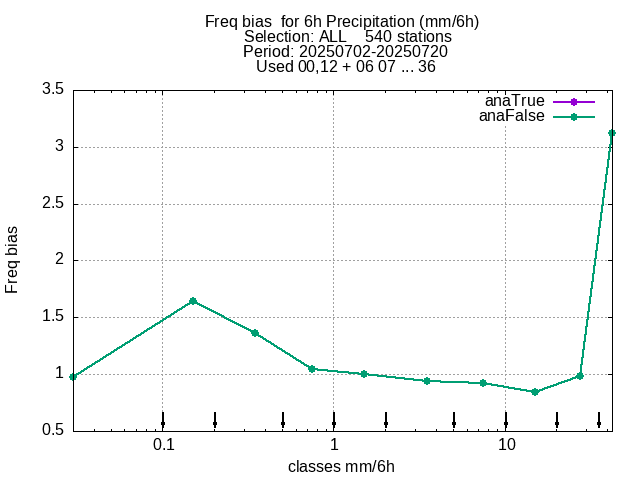 Freq bias  for 6h Precipitation (mm/6h)
Selection: ALL    540 stations
Period: 20250702-20250720
Used 00,12 + 06 07 ... 36
3.5
anaTrue
anaFalse
3
2.5
2
Freq bias
1.5
1
0.5
0.1 1 10
classes mm/6h